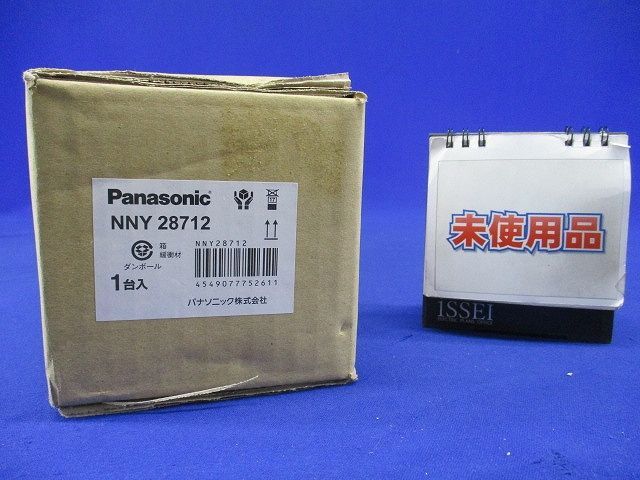 Panasonic
NNY 28712
箱
緩衝材
ダンボール
1台入
NNY28712
4549077752611
パナソニック株式会社
未使用品
ISSEI